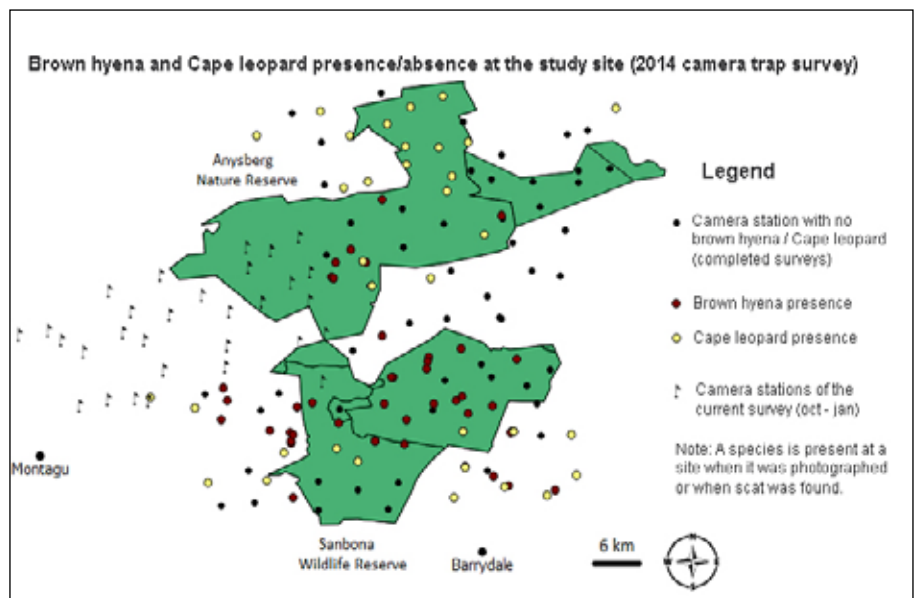 Brown hyena and Cape leopard presence/absence at the study site (2014 camera trap survey)
Anysberg
Nature Reserve
Legend
Camera station with no
brown hyena / Cape leopard
(completed surveys)
Brown hyena presence
Cape leopard presence
Camera stations of the
current survey (oct - jan)
Note: A species is present at a
site when it was photographed
or when scat was found.
Montagu
Sanbona
Wildlife Reserve
Barrydale
6 km
N
W
E
S